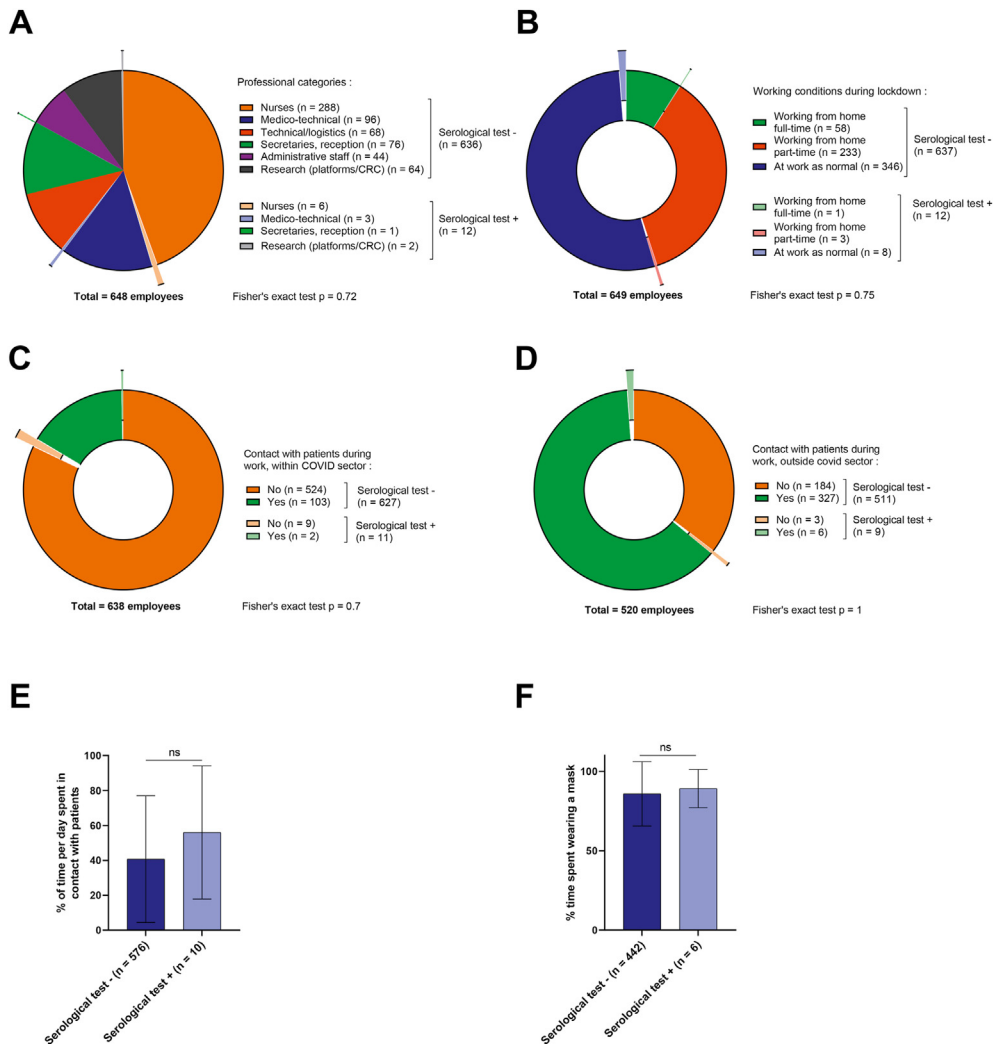 A
Professional categories :
Nurses (n = 288)
Medico-technical (n = 96)
Technical/logistics (n = 68)
Secretaries, reception (n = 76)
Administrative staff (n = 44)
Research (platforms/CRC) (n = 64)
Serological test -
(n = 636)
Nurses (n = 6)
Medico-technical (n = 3)
Secretaries, reception (n = 1)
Research (platforms/CRC) (n = 2)
Serological test +
(n = 12)
Total = 648 employees
Fisher's exact test p = 0.72
B
Working conditions during lockdown :
Working from home
full-time (n = 58)
Working from home
part-time (n = 233)
At work as normal (n = 346)
Serological test -
(n = 637)
Working from home
full-time (n = 1)
Working from home
part-time (n = 3)
At work as normal (n = 8)
Serological test +
(n = 12)
Total = 649 employees
Fisher's exact test p = 0.75
C
Contact with patients during
work, within COVID sector :
No (n = 524)
Yes (n = 103)
Serological test -
(n = 627)
No (n = 9)
Yes (n = 2)
Serological test +
(n = 11)
Total = 638 employees
Fisher's exact test p = 0.7
D
Contact with patients during
work, outside covid sector :
No (n = 184)
Yes (n = 327)
Serological test -
(n = 511)
No (n = 3)
Yes (n = 6)
Serological test +
(n = 9)
Total = 520 employees
Fisher's exact test p = 1
E
% of time per day spent in
contact with patients
100
80
60
40
20
0
ns
Serological test - (n = 576)
Serological test + (n = 10)
F
% time spent wearing a mask
100
50
0
ns
Serological test - (n = 442)
Serological test + (n = 6)